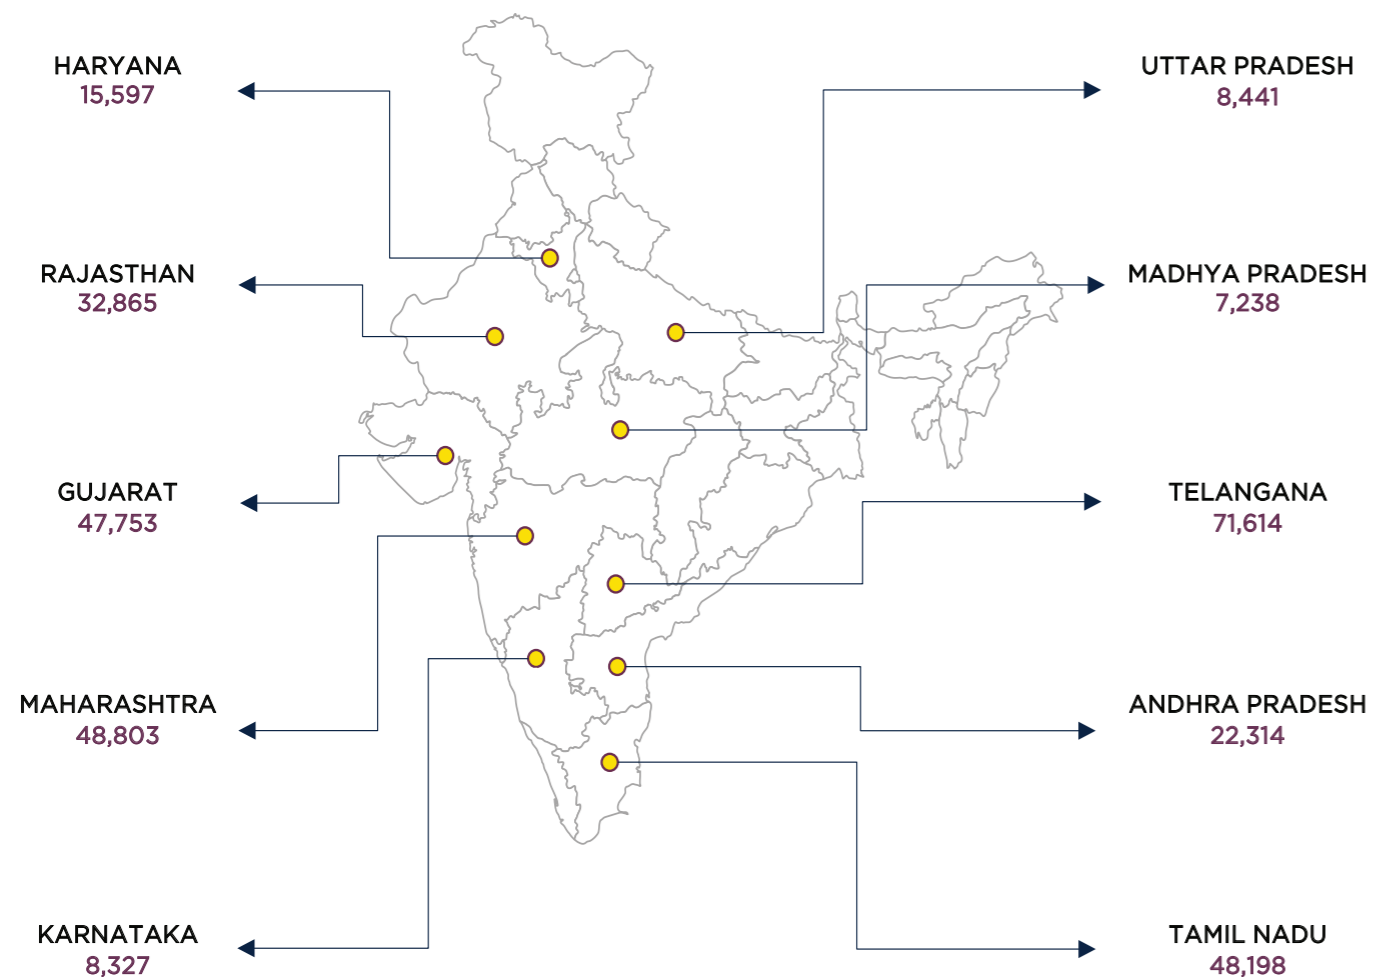 HARYANA
15,597
RAJASTHAN
32,865
GUJARAT
47,753
MAHARASHTRA
48,803
KARNATAKA
8,327
UTTAR PRADESH
8,441
MADHYA PRADESH
7,238
TELANGANA
71,614
ANDHRA PRADESH
22,314
TAMIL NADU
48,198